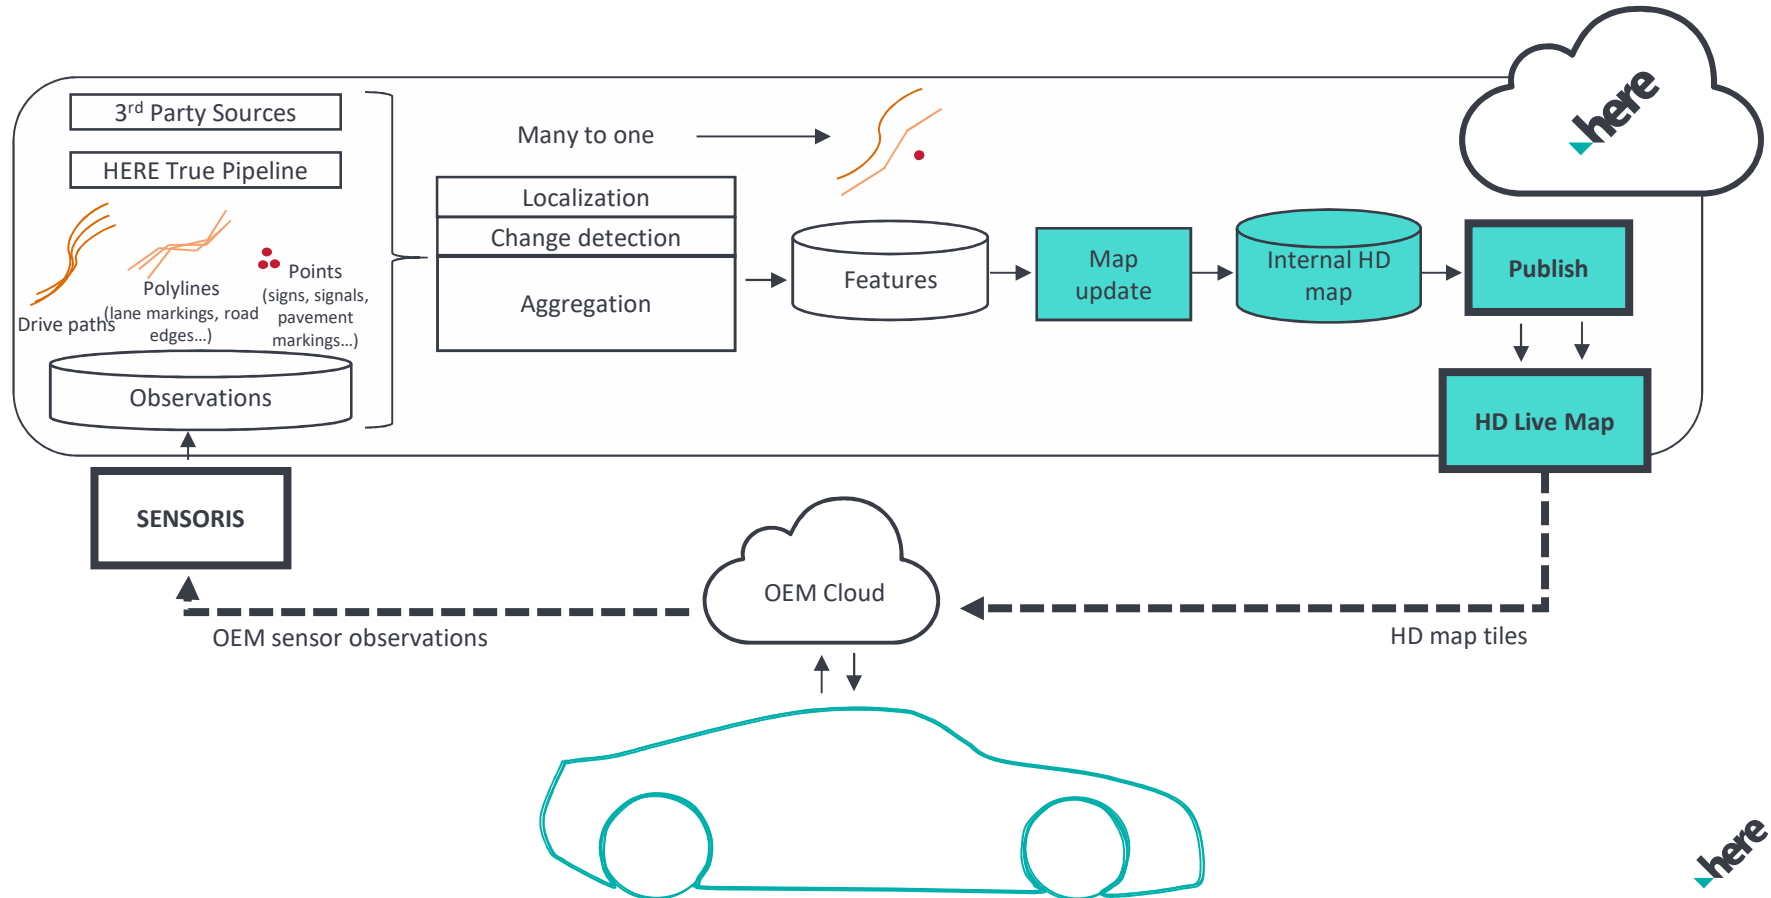 here
3rd Party Sources
HERE True Pipeline
Many to one
Localization
Change detection
Aggregation
Drive paths
Polylines
(lane markings, road
edges...)
Points
(signs, signals,
pavement
markings...)
Observations
Features
Map
update
Internal HD
map
Publish
HD Live Map
SENSORIS
OEM Cloud
OEM sensor observations
HD map tiles
here